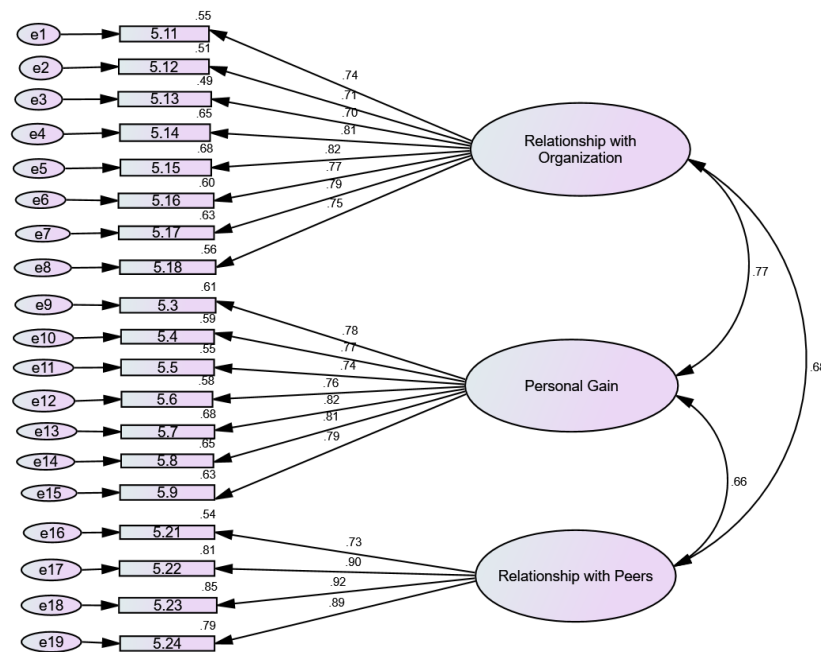 .55
e1 5.11
.51
e2 5.12
.49
e3 5.13
.65
e4 5.14
.68
e5 5.15
.60
e6 5.16
.63
e7 5.17
.56
e8 5.18
.74
.71
.70
.81
.82
.77
.79
.75
Relationship with
Organization
.61
e9 5.3
.59
e10 5.4
.55
e11 5.5
.58
e12 5.6
.68
e13 5.7
.65
e14 5.8
.63
e15 5.9
.78
.77
.74
.76
.82
.81
.79
Personal Gain
.54
e16 5.21
.81
e17 5.22
.85
e18 5.23
.79
e19 5.24
.73
.90
.92
.89
Relationship with Peers
.77
.68
.66